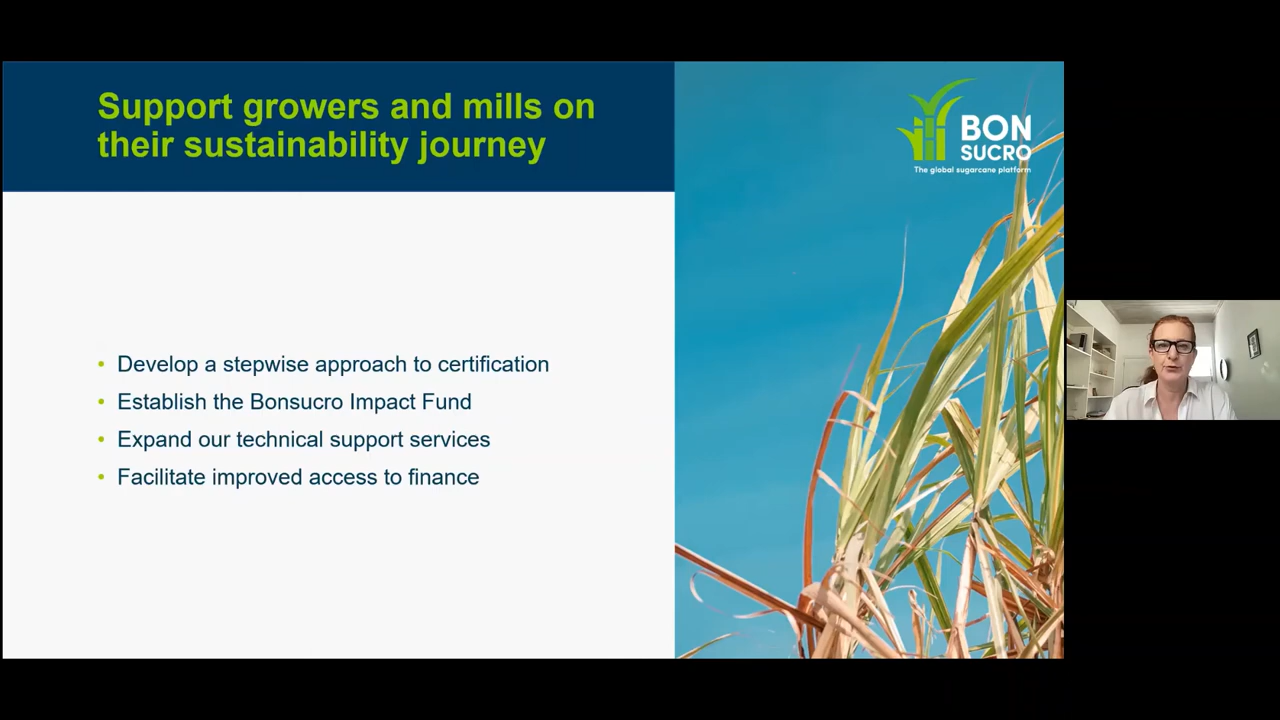 Support growers and mills on
their sustainability journey
BON
SUCRO
The global sugarcane platform
• Develop a stepwise approach to certification
• Establish the Bonsucro Impact Fund
• Expand our technical support services
• Facilitate improved access to finance